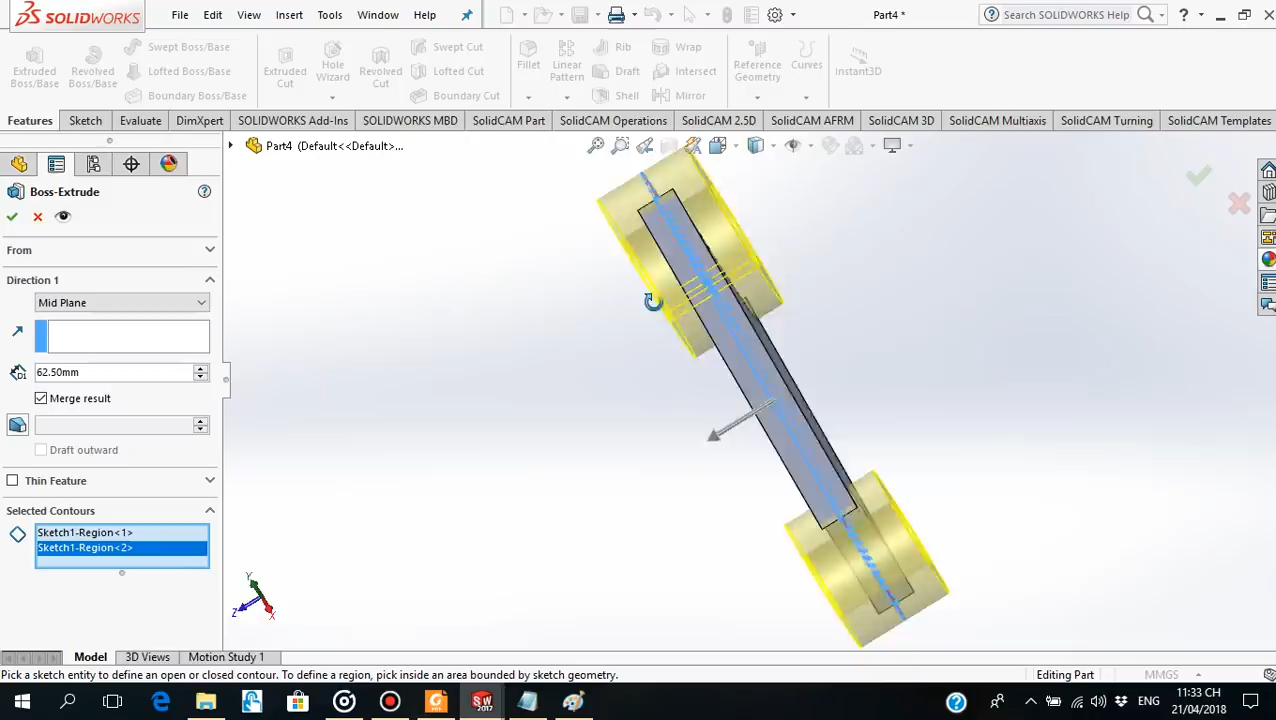 SOLIDWORKS File Edit View Insert Tools Window Help Part4 * Search SOLIDWORKS Help ?
Extruded Boss/Base Revolved Boss/Base Swept Boss/Base Lofted Boss/Base Boundary Boss/Base Extruded Cut Hole Wizard Revolved Cut Swept Cut Lofted Cut Boundary Cut Fillet Linear Pattern Rib Draft Shell Wrap Intersect Mirror Reference Geometry Curves Instant3D
Features Sketch Evaluate DimXpert SOLIDWORKS Add-Ins SOLIDWORKS MBD SolidCAM Part SolidCAM Operations SolidCAM 2.5D SolidCAM AFRM SolidCAM 3D SolidCAM Multiaxis SolidCAM Turning SolidCAM Templates
Part4 (Default<<Default>...
Boss-Extrude
From
Direction 1
Mid Plane
D1 62.50mm
Merge result
Draft outward
Thin Feature
Selected Contours
Sketch1-Region<1>
Sketch1-Region<2>
Y
Z X
Model 3D Views Motion Study 1
Pick a sketch entity to define an open or closed contour. To define a region, pick inside an area bounded by sketch geometry. Editing Part MMGS
SW 2017 ? ENG 11:33 CH
21/04/2018